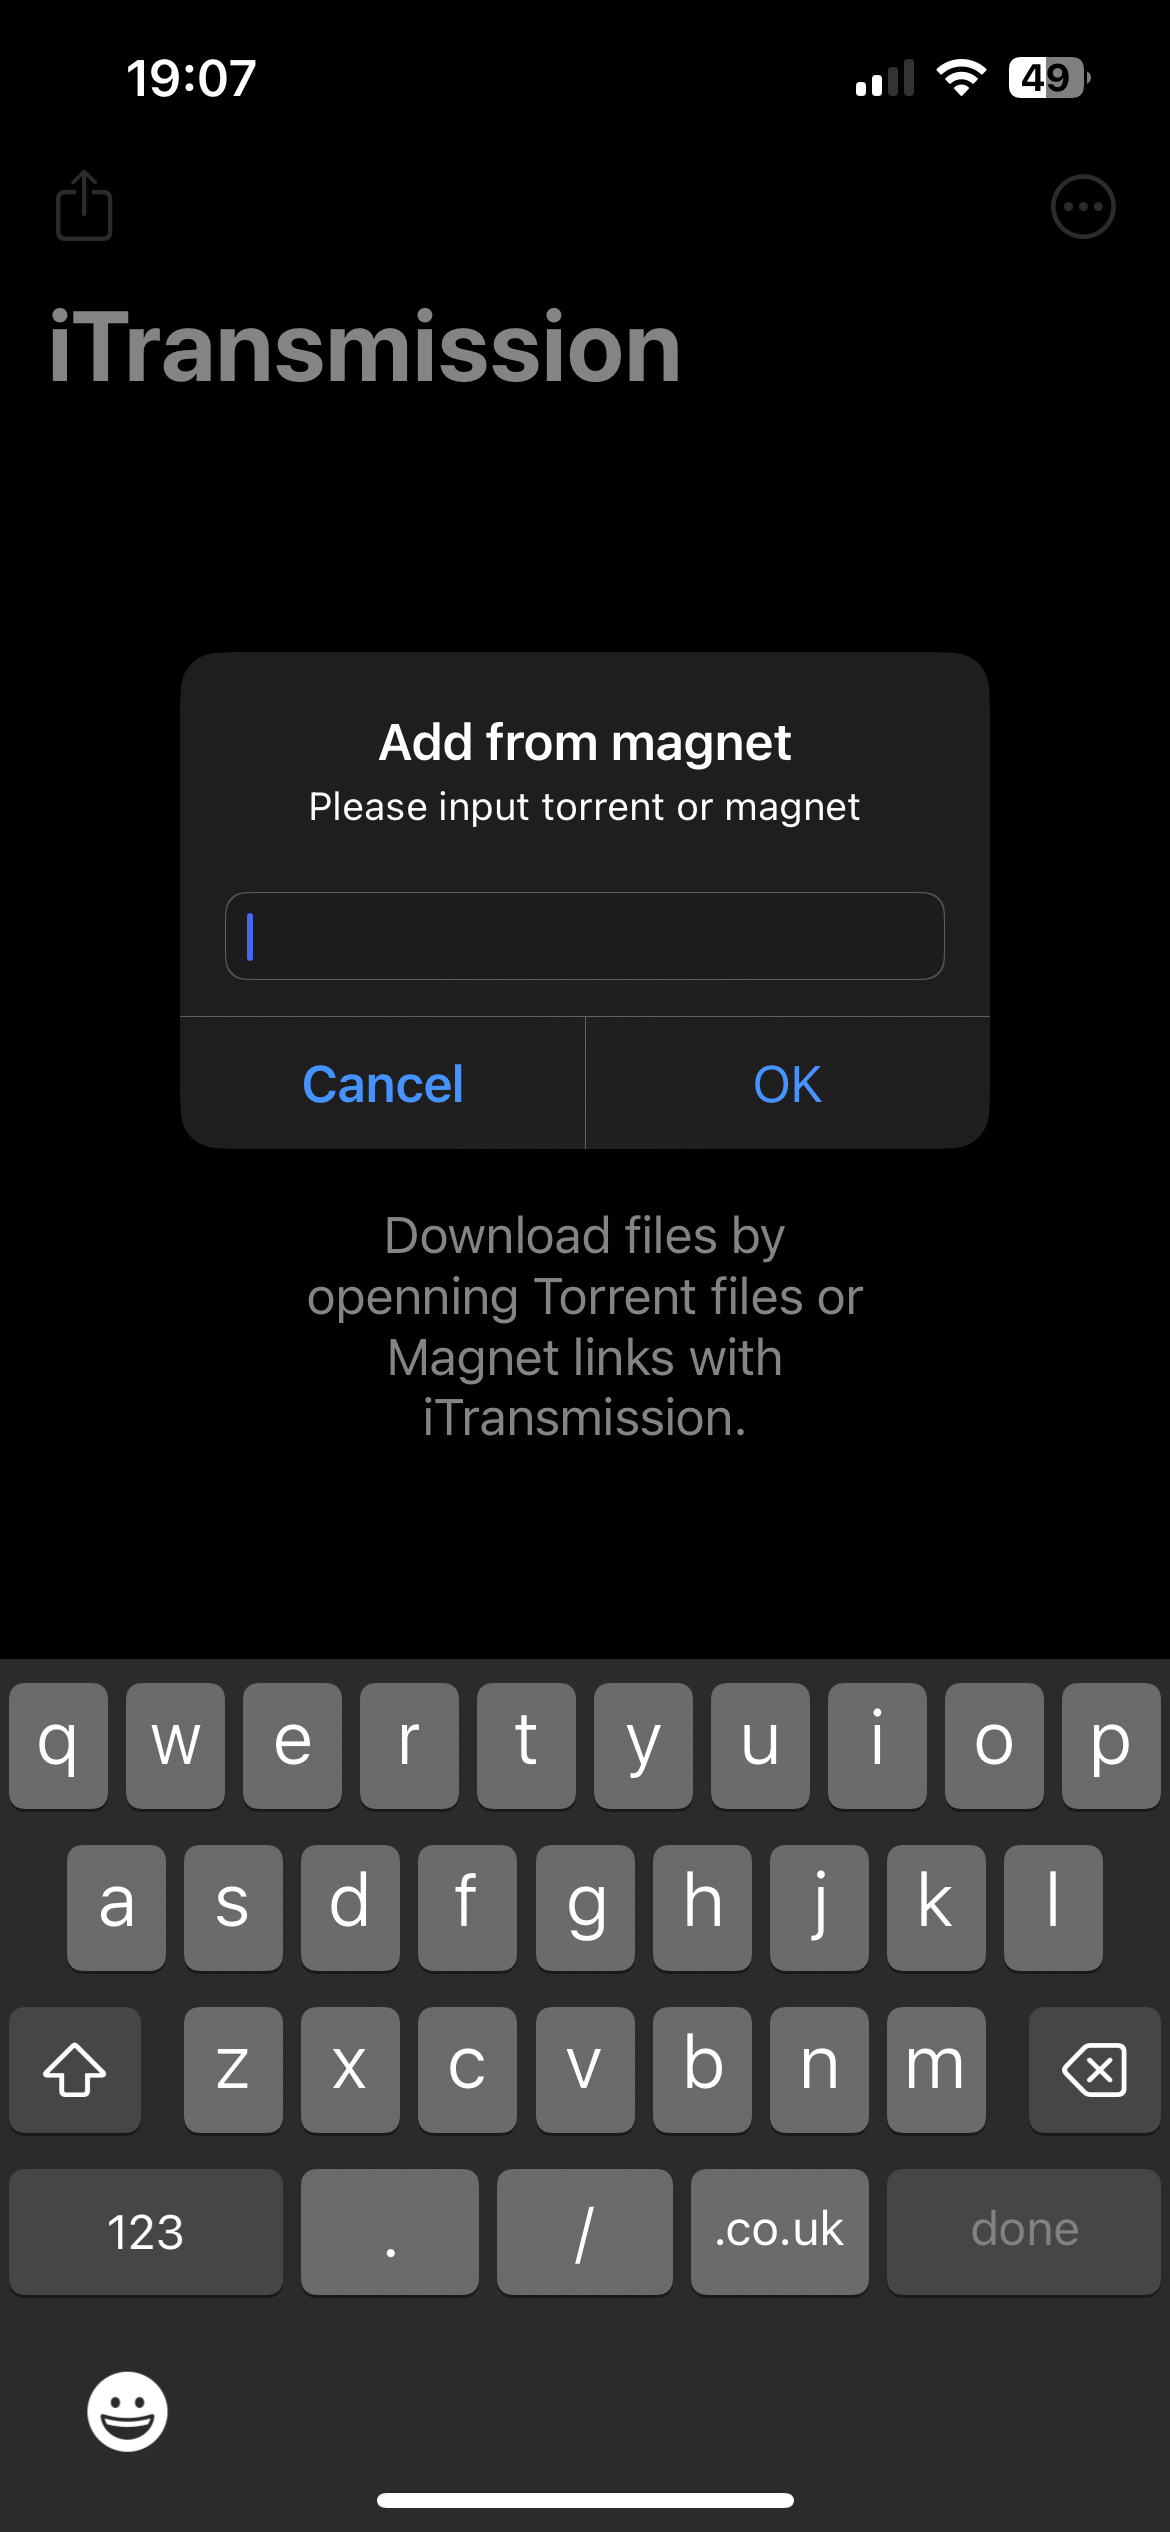 19:07
49
iTransmission
Add from magnet
Please input torrent or magnet
Cancel
OK
Download files by
openning Torrent files or
Magnet links with
iTransmission.
q w e r t y u i o p
a s d f g h j k l
z x c v b n m
123 . / .co.uk done